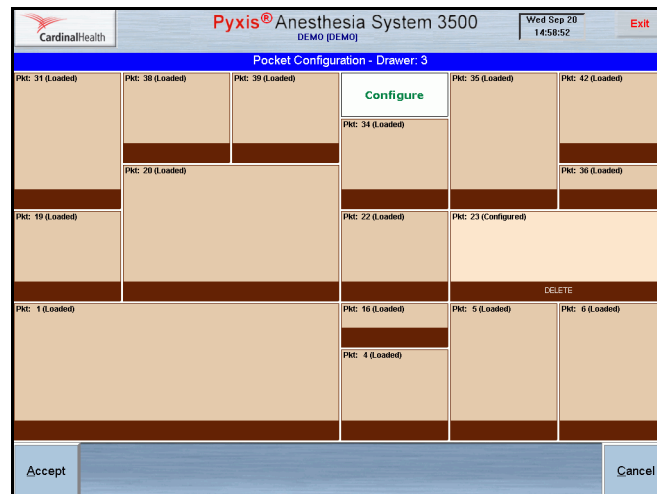 CardinalHealth
Pyxis® Anesthesia System 3500
DEMO [DEMO]
Wed Sep 20
14:58:52
Exit
Pocket Configuration - Drawer: 3
Pkt: 31 (Loaded)
Pkt: 38 (Loaded)
Pkt: 39 (Loaded)
Configure
Pkt: 35 (Loaded)
Pkt: 42 (Loaded)
Pkt: 34 (Loaded)
Pkt: 20 (Loaded)
Pkt: 36 (Loaded)
Pkt: 19 (Loaded)
Pkt: 22 (Loaded)
Pkt: 23 (Configured)
DELETE
Pkt: 1 (Loaded)
Pkt: 16 (Loaded)
Pkt: 5 (Loaded)
Pkt: 6 (Loaded)
Pkt: 4 (Loaded)
Accept
Cancel